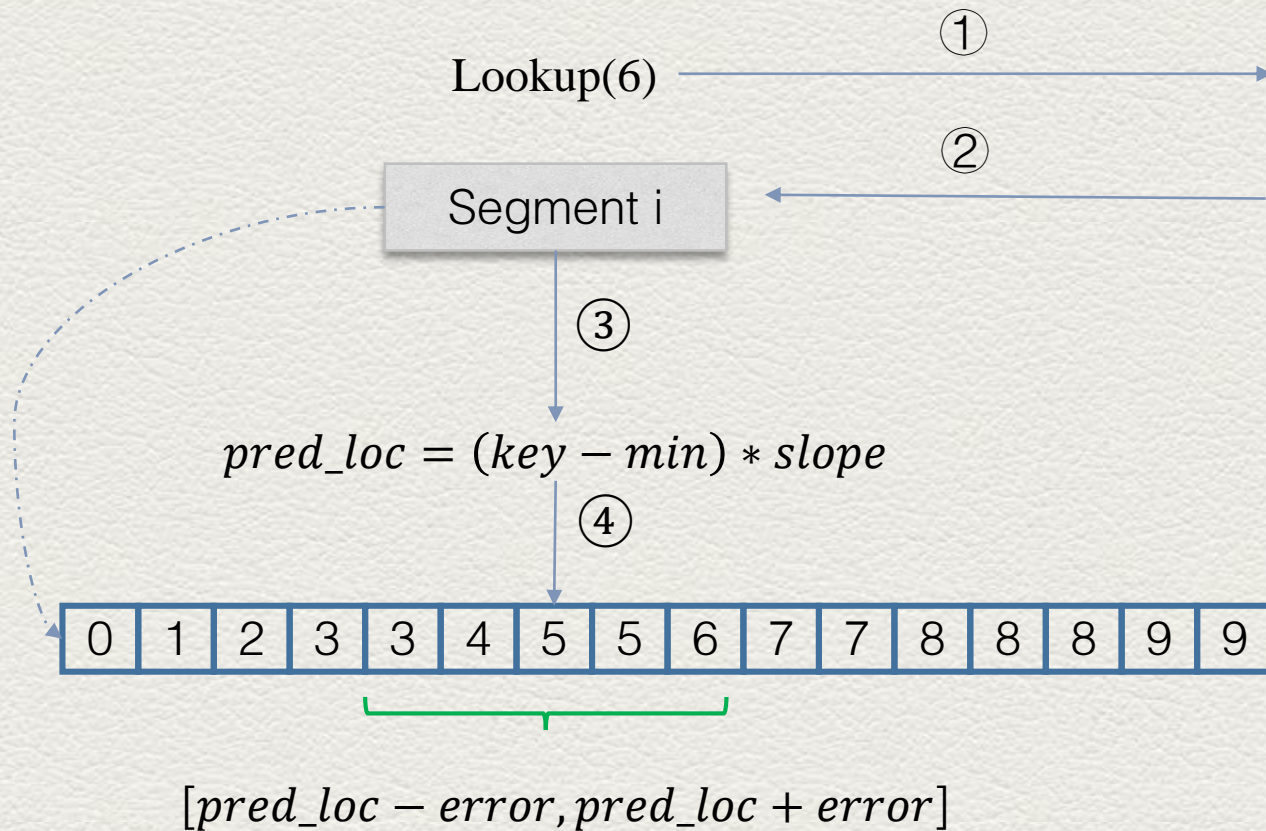 ①
Lookup(6)
②
Segment i
③
pred_loc = (key − min) ∗ slope
④
0 1 2 3 3 4 5 5 6 7 7 8 8 8 9 9
[pred_loc − error, pred_loc + error]